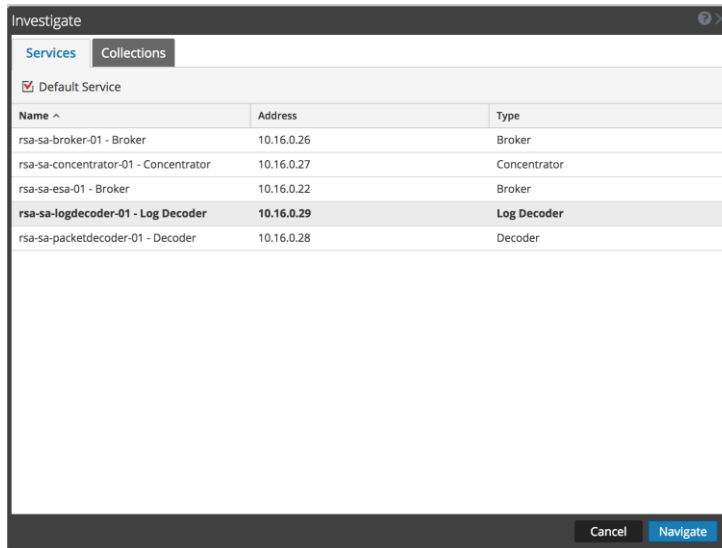 Investigate
Services Collections
Default Service
Name Address Type
rsa-sa-broker-01 - Broker 10.16.0.26 Broker
rsa-sa-concentrator-01 - Concentrator 10.16.0.27 Concentrator
rsa-sa-esa-01 - Broker 10.16.0.22 Broker
rsa-sa-logdecoder-01 - Log Decoder 10.16.0.29 Log Decoder
rsa-sa-packetdecoder-01 - Decoder 10.16.0.28 Decoder
Cancel Navigate